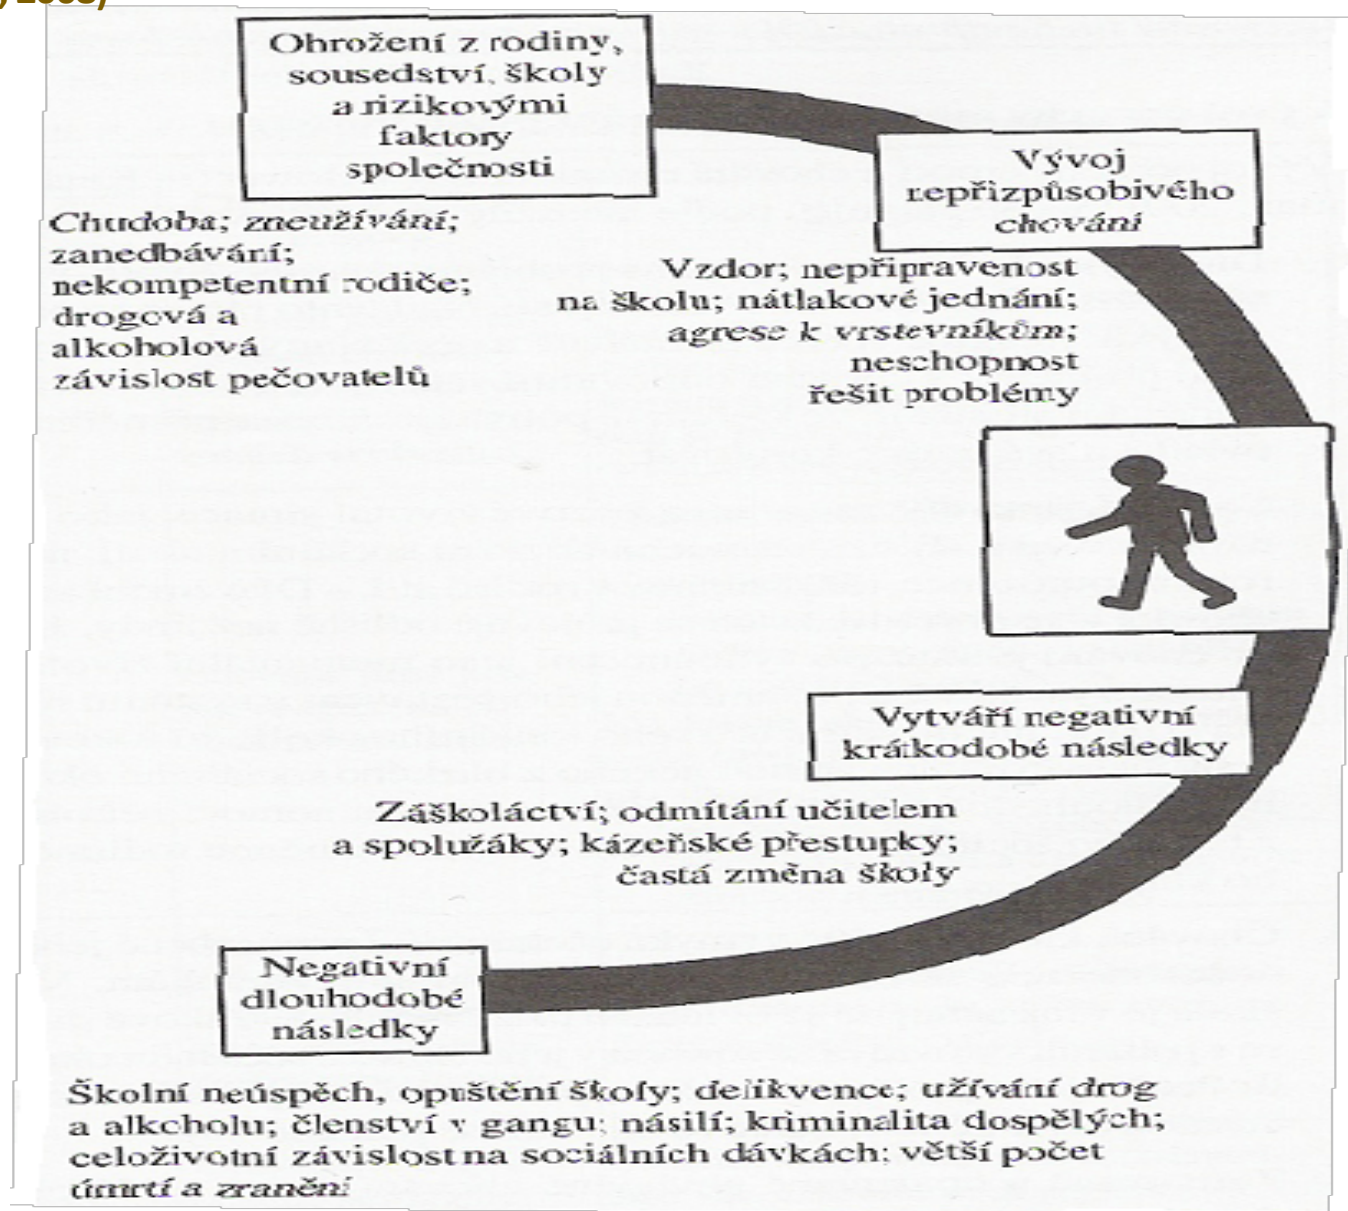 2003)
Ohrožení z rodiny,
sousedství, školy
a rizikovými
faktory
společnosti
Chudoba; zneužívání;
zanedbávání;
nekompetentní rodiče;
drogová a
alkoholová
závislost pečovatelů
Vývoj
nepřizpůsobivého
chování
Vzdor; nepřipravenost
na školu; nátlakové jednání;
agrese k vrstevníkům;
neschopnost
řešit problémy
Vytváří negativní
krátkodobé následky
Záškoláctví; odmítání učitelem
a spolužáky; kázeňské přestupky;
častá změna školy
Negativní
dlouhodobé
následky
Školní neúspěch, opuštění školy; delikvence; užívání drog
a alkoholu; členství v gangu; násilí; kriminalita dospělých;
celoživotní závislost na sociálních dávkách; větší počet
úmrtí a zranění